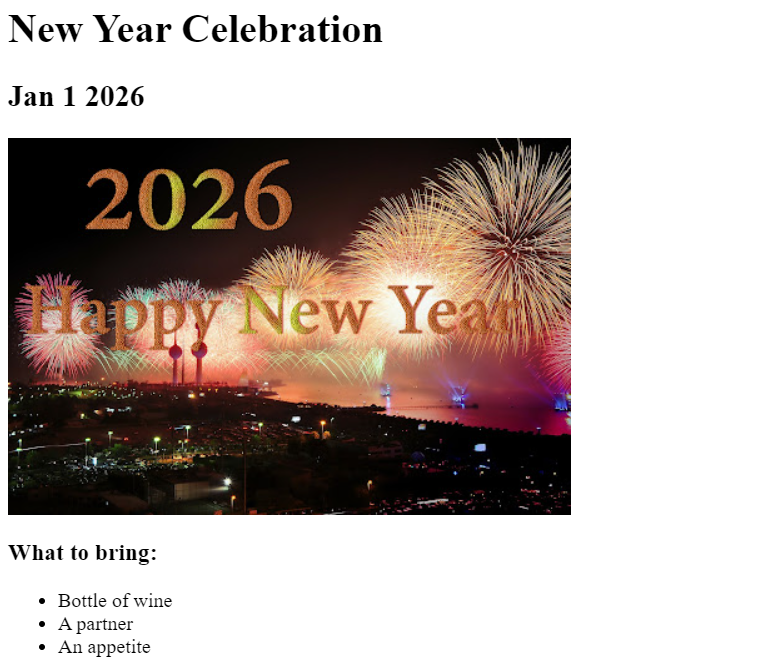 New Year Celebration
Jan 1 2026
2026
Happy New Year
What to bring:
Bottle of wine
A partner
An appetite